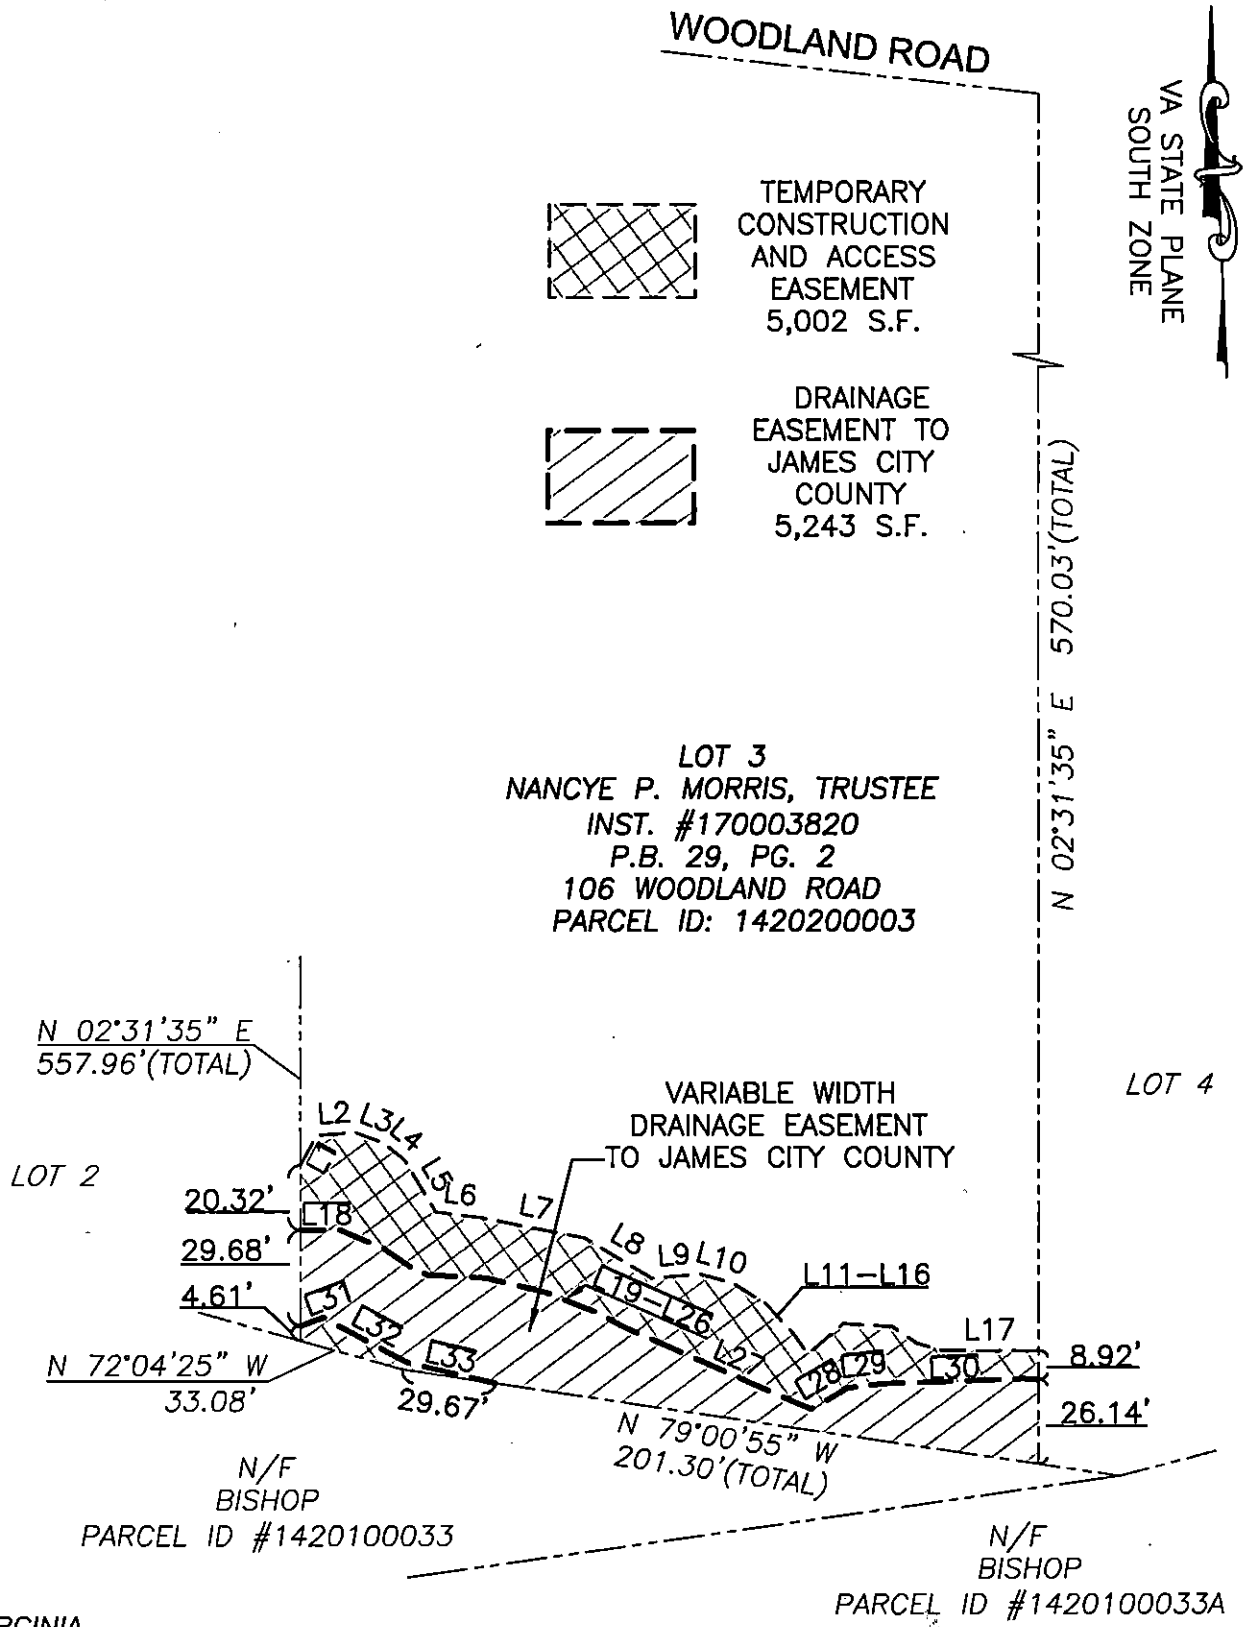 WOODLAND ROAD
VA STATE PLANE
SOUTH ZONE
TEMPORARY
CONSTRUCTION
AND ACCESS
EASEMENT
5,002 S.F.
DRAINAGE
EASEMENT TO
JAMES CITY
COUNTY
5,243 S.F.
N 02°31'35" E 570.03'(TOTAL)
LOT 3
NANCYE P. MORRIS, TRUSTEE
INST. #170003820
P.B. 29, PG. 2
106 WOODLAND ROAD
PARCEL ID: 1420200003
N 02°31'35" E
557.96'(TOTAL)
LOT 4
VARIABLE WIDTH
DRAINAGE EASEMENT
TO JAMES CITY COUNTY
LOT 2
L2
L3
L4
L5
L6
L7
L8
L9
L10
L11-L16
L17
20.32'
L18
29.68'
4.61'
L31
L32
L33
L19-L26
L28
L29
L30
8.92'
26.14'
N 72°04'25" W
33.08'
29.67'
N 79°00'55" W
201.30'(TOTAL)
N/F
BISHOP
PARCEL ID #1420100033
N/F
BISHOP
PARCEL ID #1420100033A